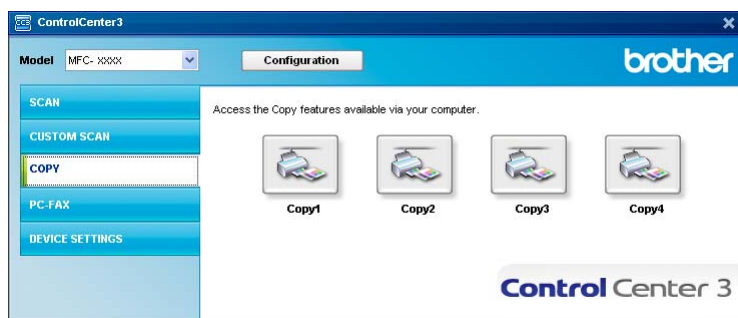 CC3 ControlCenter3
Model MFC- XXXX Configuration brother
SCAN
CUSTOM SCAN
COPY
PC-FAX
DEVICE SETTINGS
Access the Copy features available via your computer.
Copy1 Copy2 Copy3 Copy4
Control Center 3